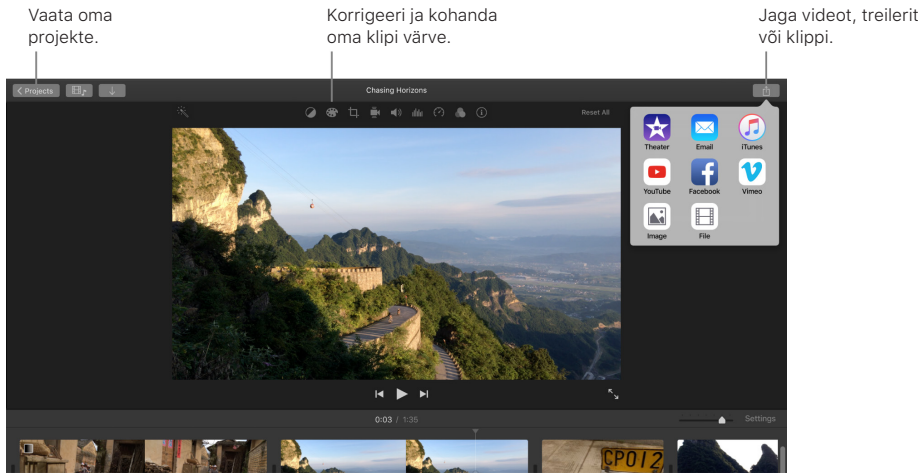 Vaata oma
projekte.
Korrigeeri ja kohanda
oma klipi värve.
Jaga videot, treilerit
või klippi.
Projects
Chasing Horizons
Reset All
Theater
Email
iTunes
YouTube
Facebook
Vimeo
Image
File
0:03 / 1:35
Settings
CP012